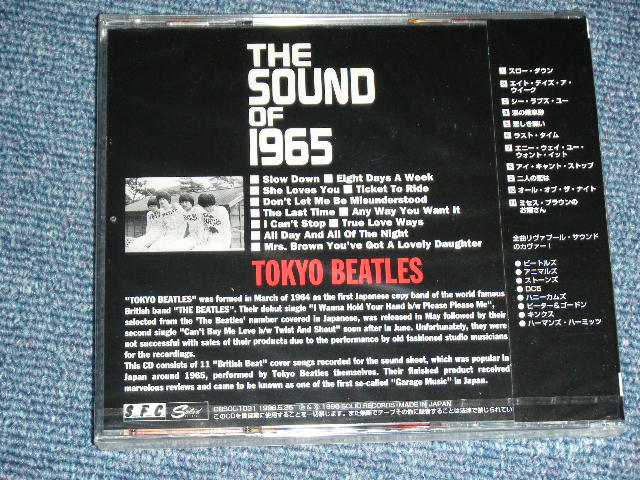 THE
SOUND
OF
1965
■ Slow Down ■ Eight Days A Week
■ She Loves You ■ Ticket To Ride
■ Don't Let Me Be Misunderstood
■ The Last Time ■ Any Way You Want It
■ I Can't Stop ■ True Love Ways
■ All Day And All Of The Night
■ Mrs. Brown You've Got A Lovely Daughter
TOKYO BEATLES
"TOKYO BEATLES" was formed in March of 1964 as the first Japanese copy band of the world famous
British band "THE BEATLES". Their debut single "I Wanna Hold Your Hand b/w Please Please Me",
selected from the 'The Beatles' number covered in Japanese, was released in May followed by their
second single "Can't Buy Me Love b/w Twist And Shout" soon after in June. Unfortunately, they were
not successful with sales of their products due to the performance by old fashioned studio musicians
for the recordings.
This CD consists of 11 "British Beat" cover songs recorded for the sound sheet, which was popular in
Japan around 1965, performed by Tokyo Beatles themselves. Their finished product received
marvelous reviews and came to be known as one of the first so-called "Garage Music" in Japan.
S.F.C
Solid
1996 SOLID RECORDS・MADE IN JAPAN
1 スロー・ダウン
2 エイト・デイズ・ア・
ウイーク
3 シー・ラブズ・ユー
4 涙の乗車券
5 悲しき願い
6 ラスト・タイム
7 エニー・ウェイ・ユー・
ウォント・イット
8 アイ・キャント・ストップ
9 二人の恋は
10 オール・オブ・ザ・ナイト
11 ミセス・ブラウンの
お嬢さん
全曲リヴァプール・サウンド
のカヴァー!
●ビートルズ
●アニマルズ
●ストーンズ
●DC5
●ハニーカムズ
●ピーター&ゴードン
●キンクス
●ハーマンズ・ハーミッツ